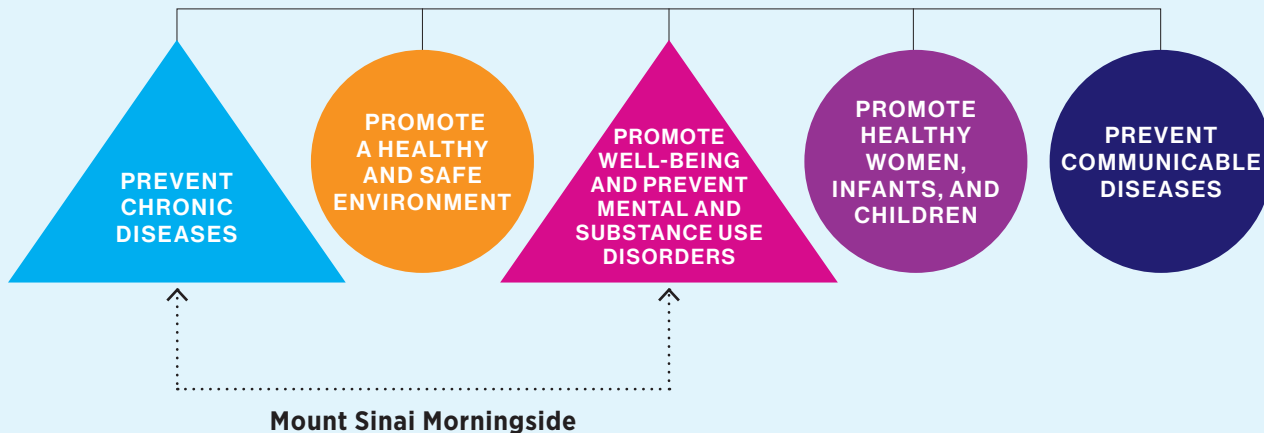 PREVENT
CHRONIC
DISEASES
PROMOTE
A HEALTHY
AND SAFE
ENVIRONMENT
PROMOTE
WELL-BEING
AND PREVENT
MENTAL AND
SUBSTANCE USE
DISORDERS
PROMOTE
HEALTHY
WOMEN,
INFANTS, AND
CHILDREN
PREVENT
COMMUNICABLE
DISEASES
Mount Sinai Morningside